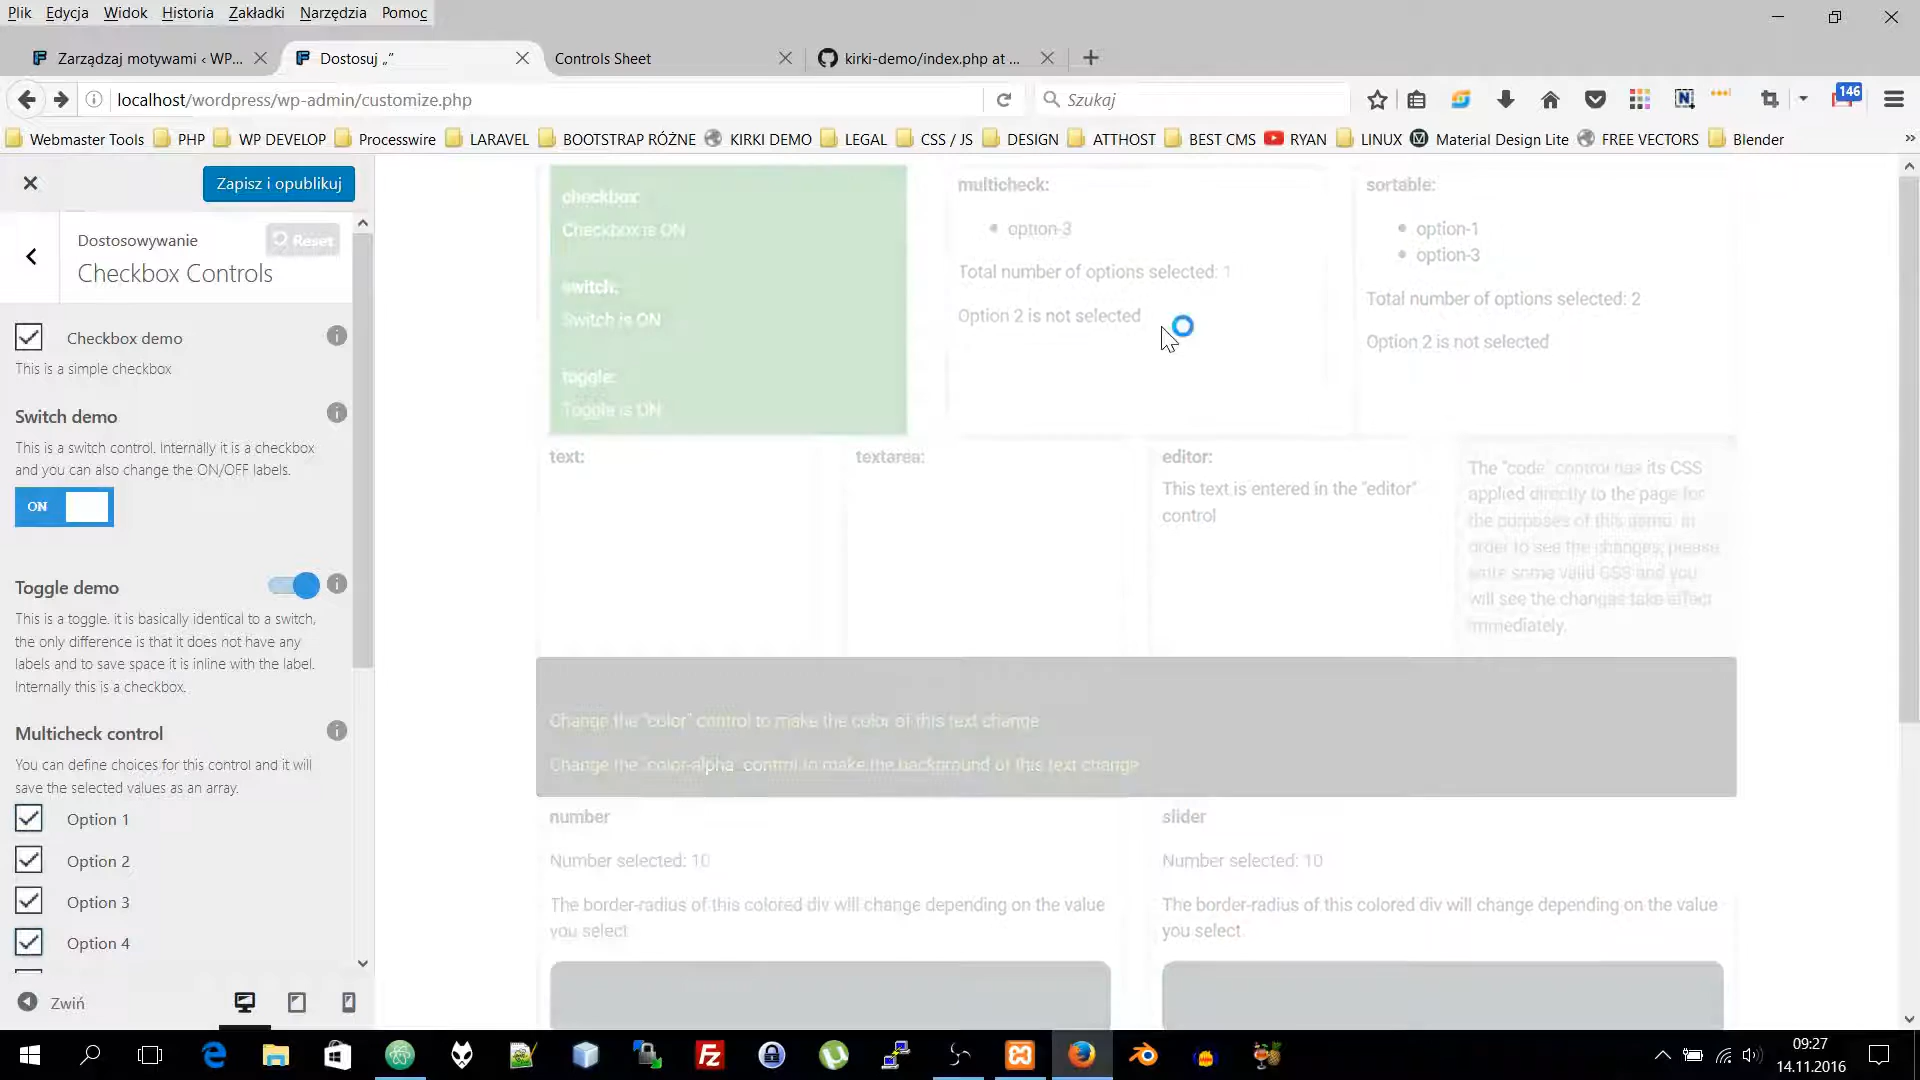 Plik Edycja Widok Historia Zakładki Narzędzia Pomoc
Zarządzaj motywami ‹ WP...
Dostosuj „”
Controls Sheet
kirki-demo/index.php at ...
localhost/wordpress/wp-admin/customize.php
Szukaj
146
Webmaster Tools PHP WP DEVELOP Processwire LARAVEL BOOTSTRAP RÓŻNE KIRKI DEMO LEGAL CSS / JS DESIGN ATTHOST BEST CMS RYAN LINUX Material Design Lite FREE VECTORS Blender
Zapisz i opublikuj
Dostosowywanie
Reset
Checkbox Controls
Checkbox demo
This is a simple checkbox
Switch demo
This is a switch control. Internally it is a checkbox
and you can also change the ON/OFF labels.
ON
Toggle demo
This is a toggle. it is basically identical to a switch,
the only difference is that it does not have any
labels and to save space it is inline with the label.
Internally this is a checkbox.
Multicheck control
You can define choices for this control and it will
save the selected values as an array.
Option 1
Option 2
Option 3
Option 4
Zwiń
checkbox:
Checkbox is ON
switch:
Switch is ON
toggle:
Toggle is ON
multicheck:
option-3
Total number of options selected: 1
Option 2 is not selected
sortable:
option-1
option-3
Total number of options selected: 2
Option 2 is not selected
text:
textarea:
editor:
This text is entered in the "editor"
control
The "code" control has its CSS
applied directly to the page for
the purposes of this demo. In
order to see the changes, please
write some valid CSS and you
will see the changes take effect
immediately.
Change the "color" control to make the color of this text change
Change the "color-alpha" control to make the background of this text change
number
Number selected: 10
The border-radius of this colored div will change depending on the value
you select.
slider
Number selected: 10
The border-radius of this colored div will change depending on the value
you select.
09:27
14.11.2016